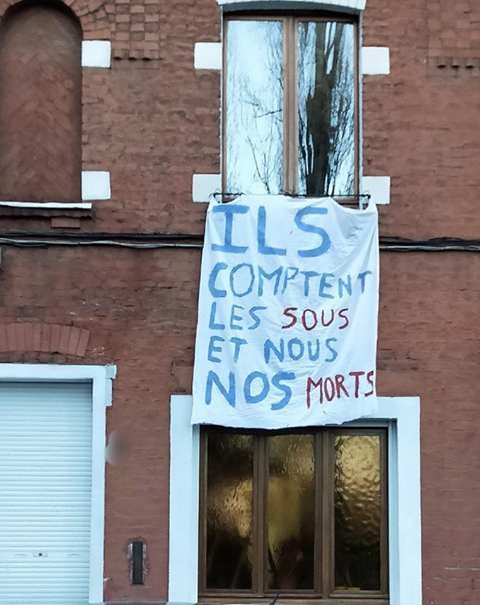 ILS
COMPTENT
LES SOUS
ET NOUS
NOS MORTS